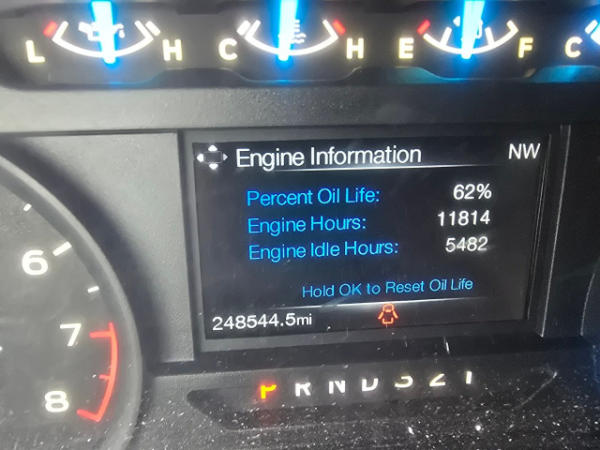 L H C H E F C
Engine Information NW
Percent Oil Life: 62%
Engine Hours: 11814
Engine Idle Hours: 5482
Hold OK to Reset Oil Life
248544.5mi
6
7
8
P R N D 3 2 1